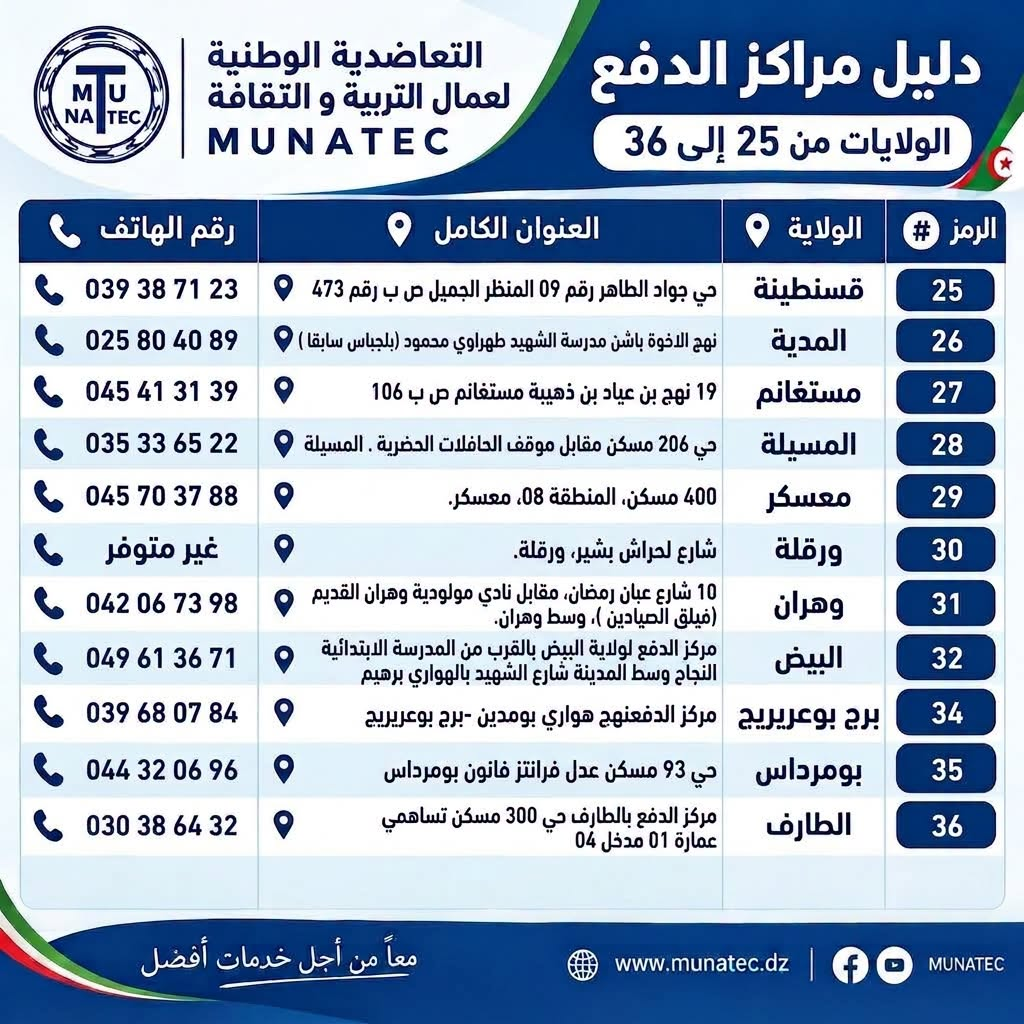 التعاضدية الوطنية
لعمال التربية و التقافة
MUNATEC
M U
NA TEC
دليل مراكز الدفع
الولايات من 25 إلى 36
الرمز # الولاية العنوان الكامل رقم الهاتف
25 قسنطينة حي جواد الطاهر رقم 09 المنظر الجميل ص ب رقم 473 039 38 71 23
26 المدية نهج الاخوة باشن مدرسة الشهيد طهراوي محمود (بلجباس سابقا ) 025 80 40 89
27 مستغانم 19 نهج بن عياد بن ذهيبة مستغانم ص ب 106 045 41 31 39
28 المسيلة حي 206 مسكن مقابل موقف الحافلات الحضرية . المسيلة 035 33 65 22
29 معسكر 400 مسكن، المنطقة 08، معسكر. 045 70 37 88
30 ورقلة شارع لحراش بشير، ورقلة. غير متوفر
31 وهران 10 شارع عبان رمضان، مقابل نادي مولودية وهران القديم
(فيلق الصيادين )، وسط وهران. 042 06 73 98
32 البيض مركز الدفع لولاية البيض بالقرب من المدرسة الابتدائية
النجاح وسط المدينة شارع الشهيد بالهواري برهيم 049 61 36 71
34 برج بوعريريج مركز الدفعنهج هواري بومدين -برج بوعريريج 039 68 07 84
35 بومرداس حي 93 مسكن عدل فرانتز فانون بومرداس 044 32 06 96
36 الطارف مركز الدفع بالطارف حي 300 مسكن تساهمي
عمارة 01 مدخل 04 030 38 64 32
معاً من أجل خدمات أفضل
www.munatec.dz
MUNATEC